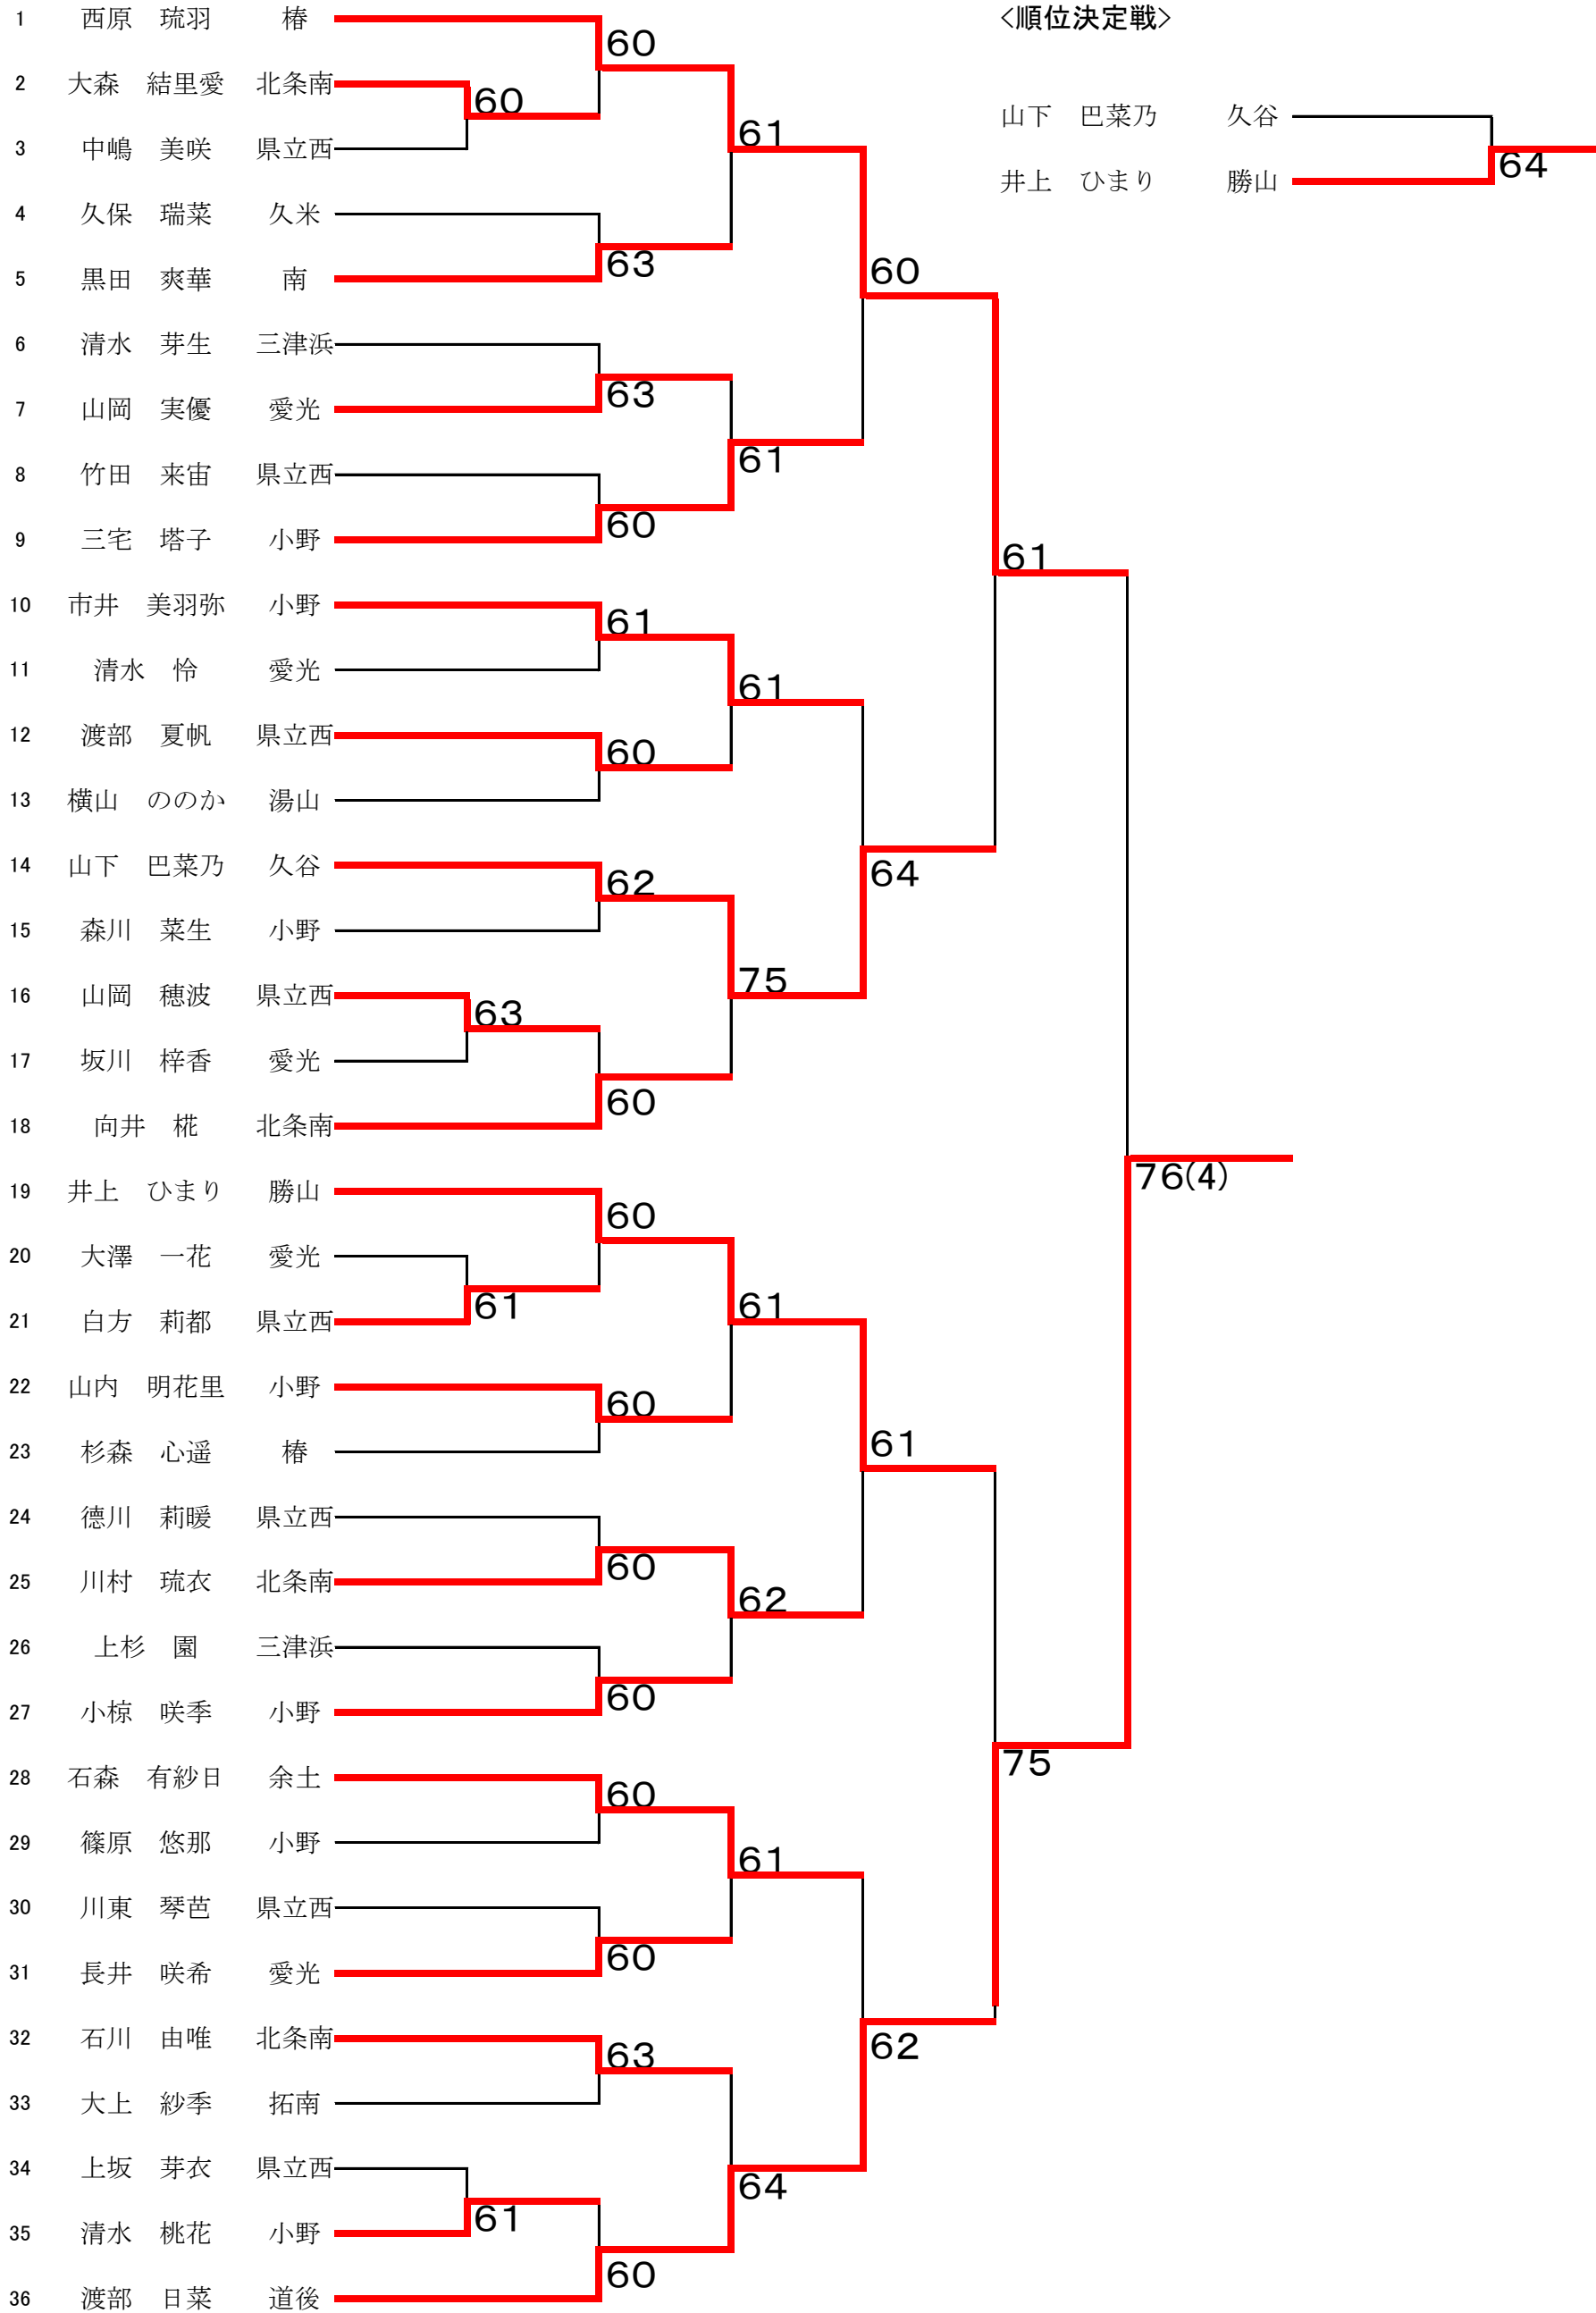 1 西原 琉羽 椿
<順位決定戦>
60
2 大森 結里愛 北条南
60
山下 巴菜乃 久谷
61
3 中嶋 美咲 県立西
64
井上 ひまり 勝山
4 久保 瑞菜 久米
63
5 黒田 爽華 南
60
6 清水 芽生 三津浜
63
7 山岡 実優 愛光
61
8 竹田 来宙 県立西
60
9 三宅 塔子 小野
61
10 市井 美羽弥 小野
61
11 清水 怜 愛光
61
12 渡部 夏帆 県立西
60
13 横山 ののか 湯山
14 山下 巴菜乃 久谷
64
62
15 森川 菜生 小野
75
16 山岡 穂波 県立西
63
17 坂川 梓香 愛光
60
18 向井 椛 北条南
76(4)
19 井上 ひまり 勝山
60
20 大澤 一花 愛光
61
61
21 白方 莉都 県立西
22 山内 明花里 小野
60
61
23 杉森 心遥 椿
24 德川 莉暖 県立西
60
25 川村 琉衣 北条南
62
26 上杉 園 三津浜
60
27 小椋 咲季 小野
75
28 石森 有紗日 余土
60
29 篠原 悠那 小野
61
30 川東 琴芭 県立西
60
31 長井 咲希 愛光
32 石川 由唯 北条南
62
63
33 大上 紗季 拓南
34 上坂 芽衣 県立西
64
61
35 清水 桃花 小野
60
36 渡部 日菜 道後